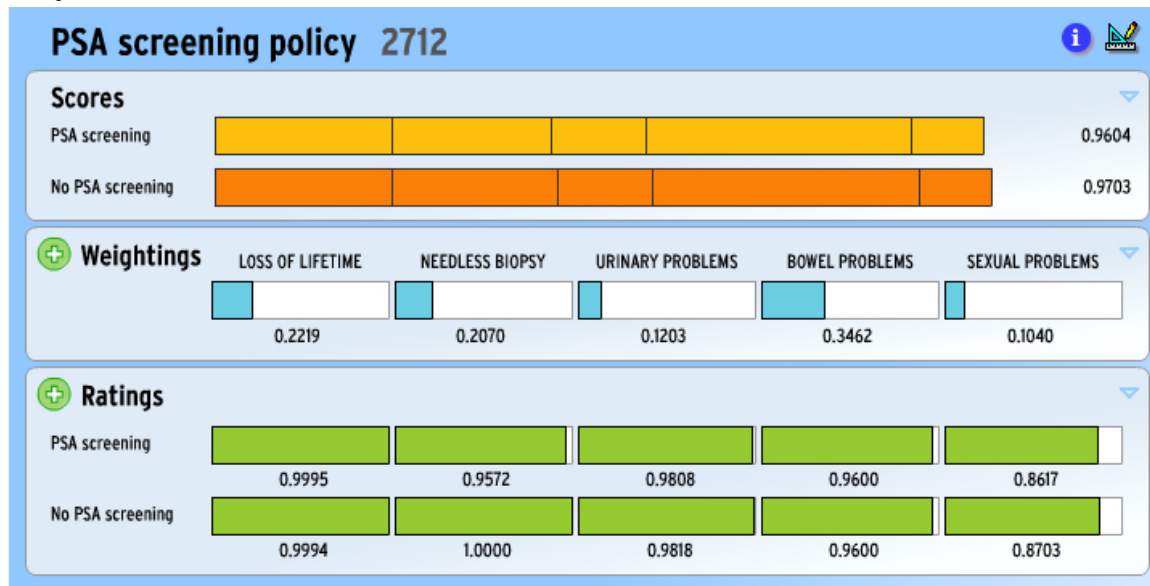 PSA screening policy 2712
Scores
PSA screening 0.9604
No PSA screening 0.9703
Weightings
LOSS OF LIFETIME NEEDLESS BIOPSY URINARY PROBLEMS BOWEL PROBLEMS SEXUAL PROBLEMS
0.2219 0.2070 0.1203 0.3462 0.1040
Ratings
PSA screening
0.9995 0.9572 0.9808 0.9600 0.8617
No PSA screening
0.9994 1.0000 0.9818 0.9600 0.8703